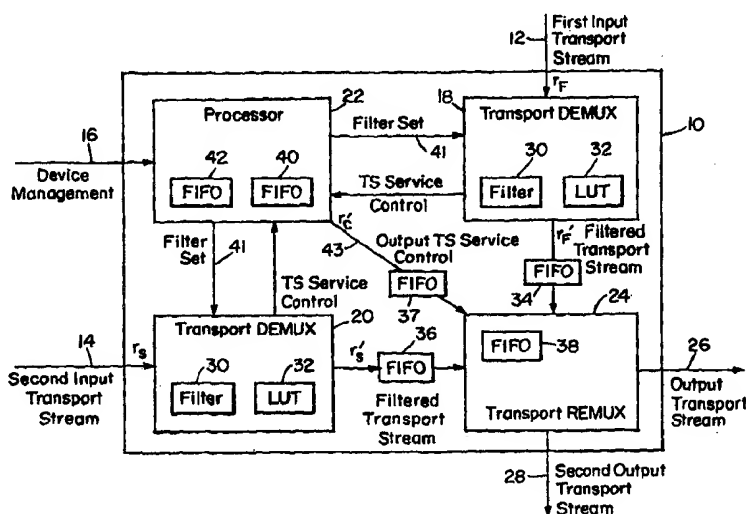 First Input
Transport
Stream
12
rF
22
18
Processor
Transport DEMUX
10
16
Filter Set
41
42
40
30
32
Device
Management
FIFO
FIFO
Filter
LUT
TS Service
Control
r'c
43
Filter
Set
41
Output TS Service
Control
rF'
Filtered
Transport
Stream
TS Service
Control
FIFO
37
FIFO
34
24
14
rs
Transport DEMUX
20
36
FIFO
38
26
30
32
r's
FIFO
Second Input
Transport
Stream
Filter
LUT
Filtered
Transport
Stream
Transport REMUX
Output
Transport
Stream
28
Second Output
Transport
Stream